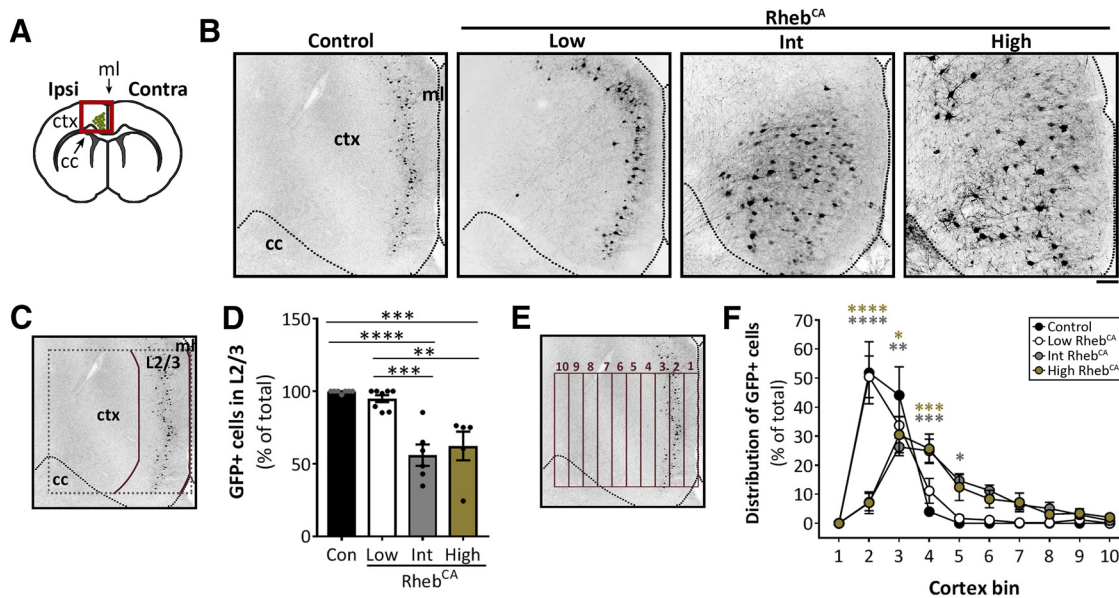 A
ml
Ipsi
Contra
ctx
cc
B
Rheb^CA
Control
Low
Int
High
ml
ctx
cc
C
ml
L2/3
ctx
cc
D
GFP+ cells in L2/3
(% of total)
150
100
50
0
***
****
**
***
Con Low Int High
Rheb^CA
E
10 9 8 7 6 5 4 3 2 1
F
Distribution of GFP+ cells
(% of total)
70
60
50
40
30
20
10
0
****
****
*
**
***
***
*
Control
Low Rheb^CA
Int Rheb^CA
High Rheb^CA
1 2 3 4 5 6 7 8 9 10
Cortex bin